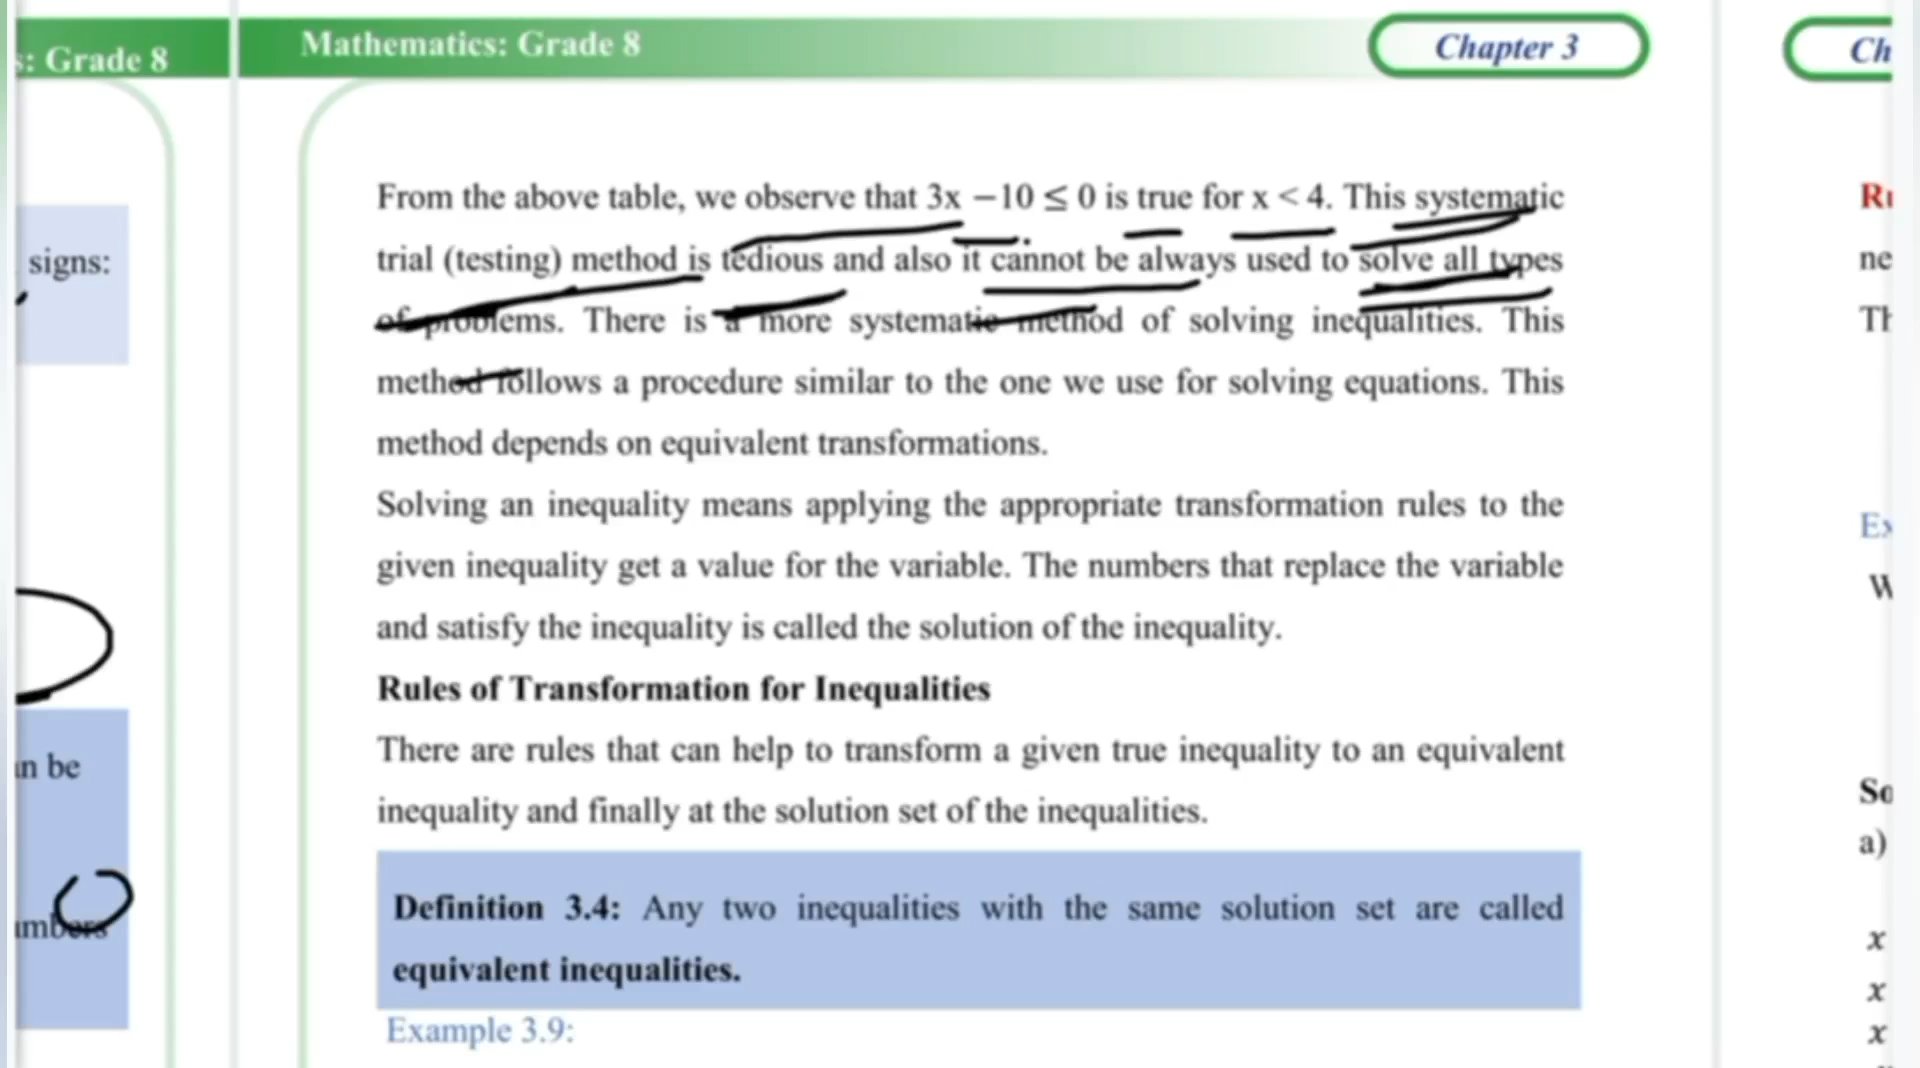 s: Grade 8
Mathematics: Grade 8
Chapter 3
signs:
From the above table, we observe that 3x −10 ≤ 0 is true for x < 4. This systematic
trial (testing) method is tedious and also it cannot be always used to solve all types
of problems. There is a more systematic method of solving inequalities. This
method follows a procedure similar to the one we use for solving equations. This
method depends on equivalent transformations.
Solving an inequality means applying the appropriate transformation rules to the
given inequality get a value for the variable. The numbers that replace the variable
and satisfy the inequality is called the solution of the inequality.
Rules of Transformation for Inequalities
There are rules that can help to transform a given true inequality to an equivalent
inequality and finally at the solution set of the inequalities.
Definition 3.4: Any two inequalities with the same solution set are called
equivalent inequalities.
Example 3.9:
be
a)
x
x
x